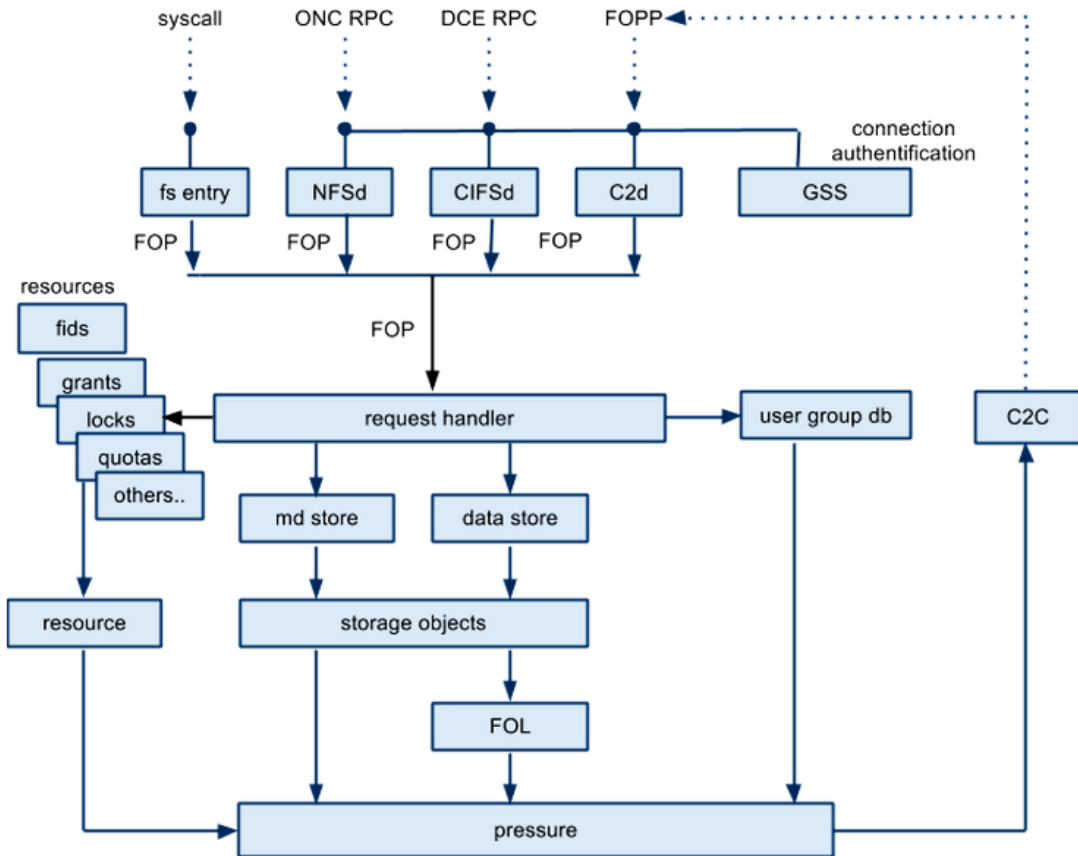 syscall
ONC RPC
DCE RPC
FOPP
connection
authentification
fs entry
NFSd
CIFSd
C2d
GSS
FOP
FOP
FOP
FOP
resources
fids
FOP
grants
locks
quotas
others..
request handler
user group db
C2C
md store
data store
resource
storage objects
FOL
pressure